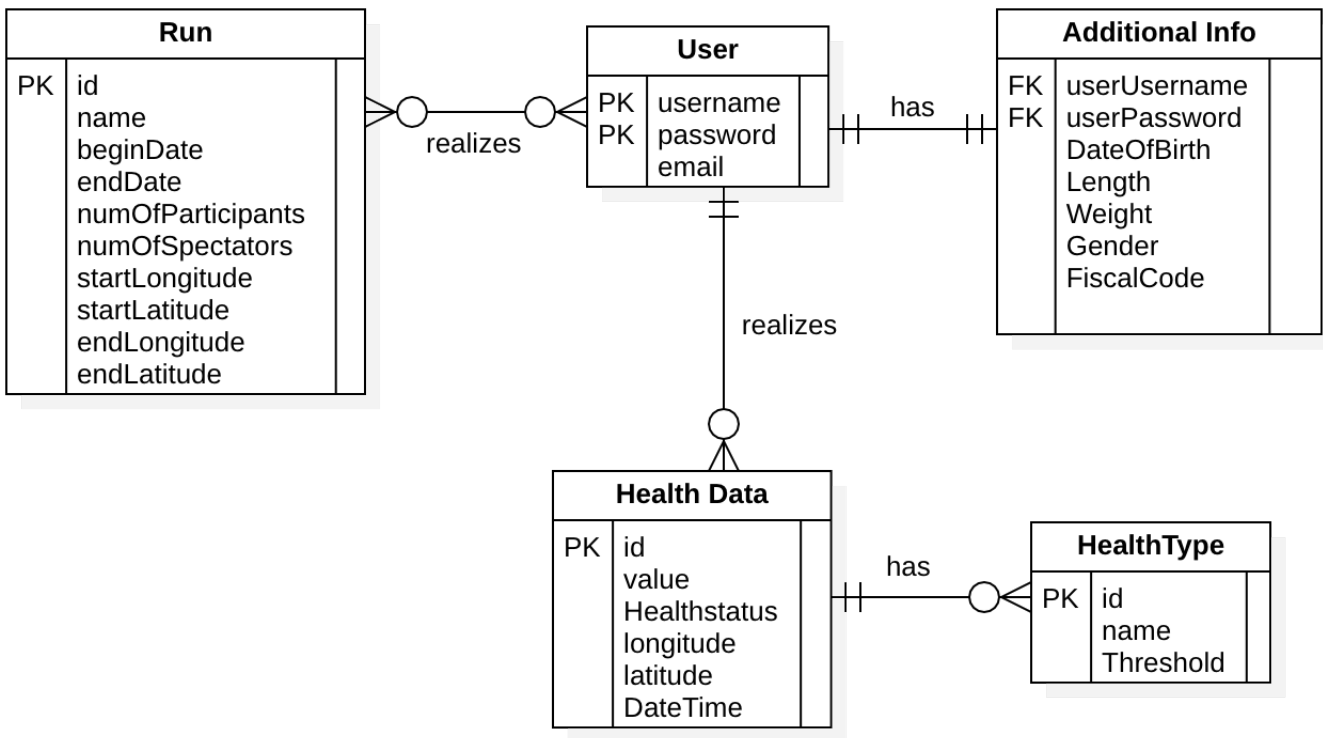 Run
PK id
name
beginDate
endDate
numOfParticipants
numOfSpectators
startLongitude
startLatitude
endLongitude
endLatitude
realizes
User
PK username
PK password
email
has
Additional Info
FK userUsername
FK userPassword
DateOfBirth
Length
Weight
Gender
FiscalCode
realizes
Health Data
PK id
value
Healthstatus
longitude
latitude
DateTime
has
HealthType
PK id
name
Threshold